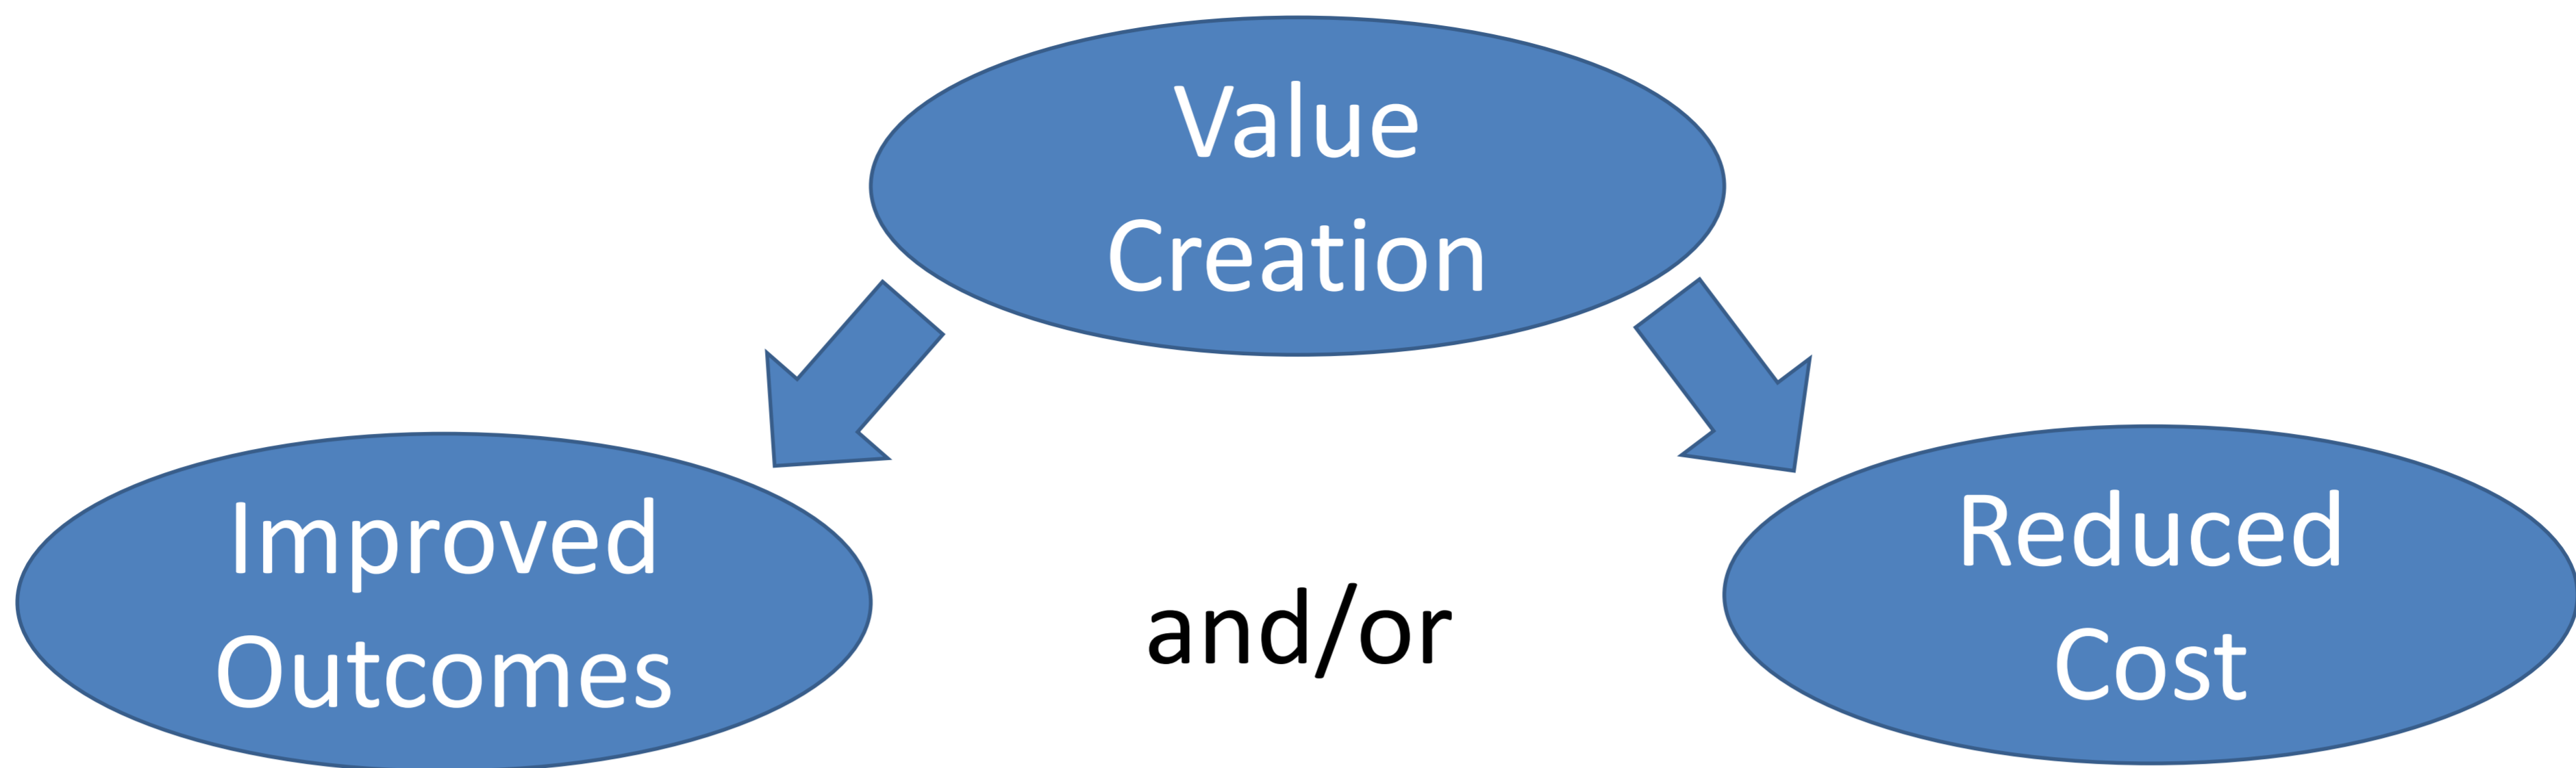 Value
Creation
Improved
Outcomes
and/or
Reduced
Cost